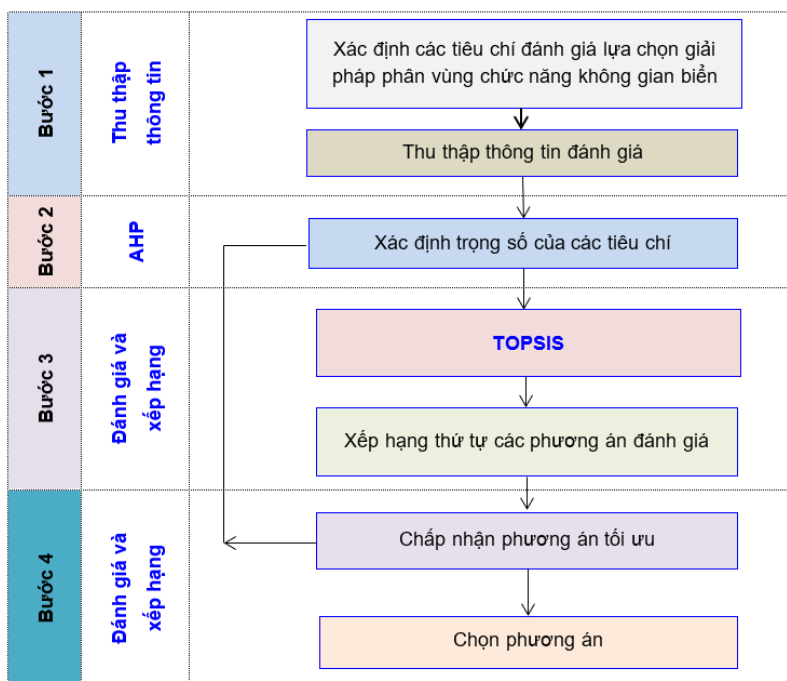 Bước 1
Thu thập
thông tin
Xác định các tiêu chí đánh giá lựa chọn giải
pháp phân vùng chức năng không gian biển
Thu thập thông tin đánh giá
Bước 2
AHP
Xác định trọng số của các tiêu chí
Bước 3
Đánh giá và
xếp hạng
TOPSIS
Xếp hạng thứ tự các phương án đánh giá
Bước 4
Đánh giá và
xếp hạng
Chấp nhận phương án tối ưu
Chọn phương án